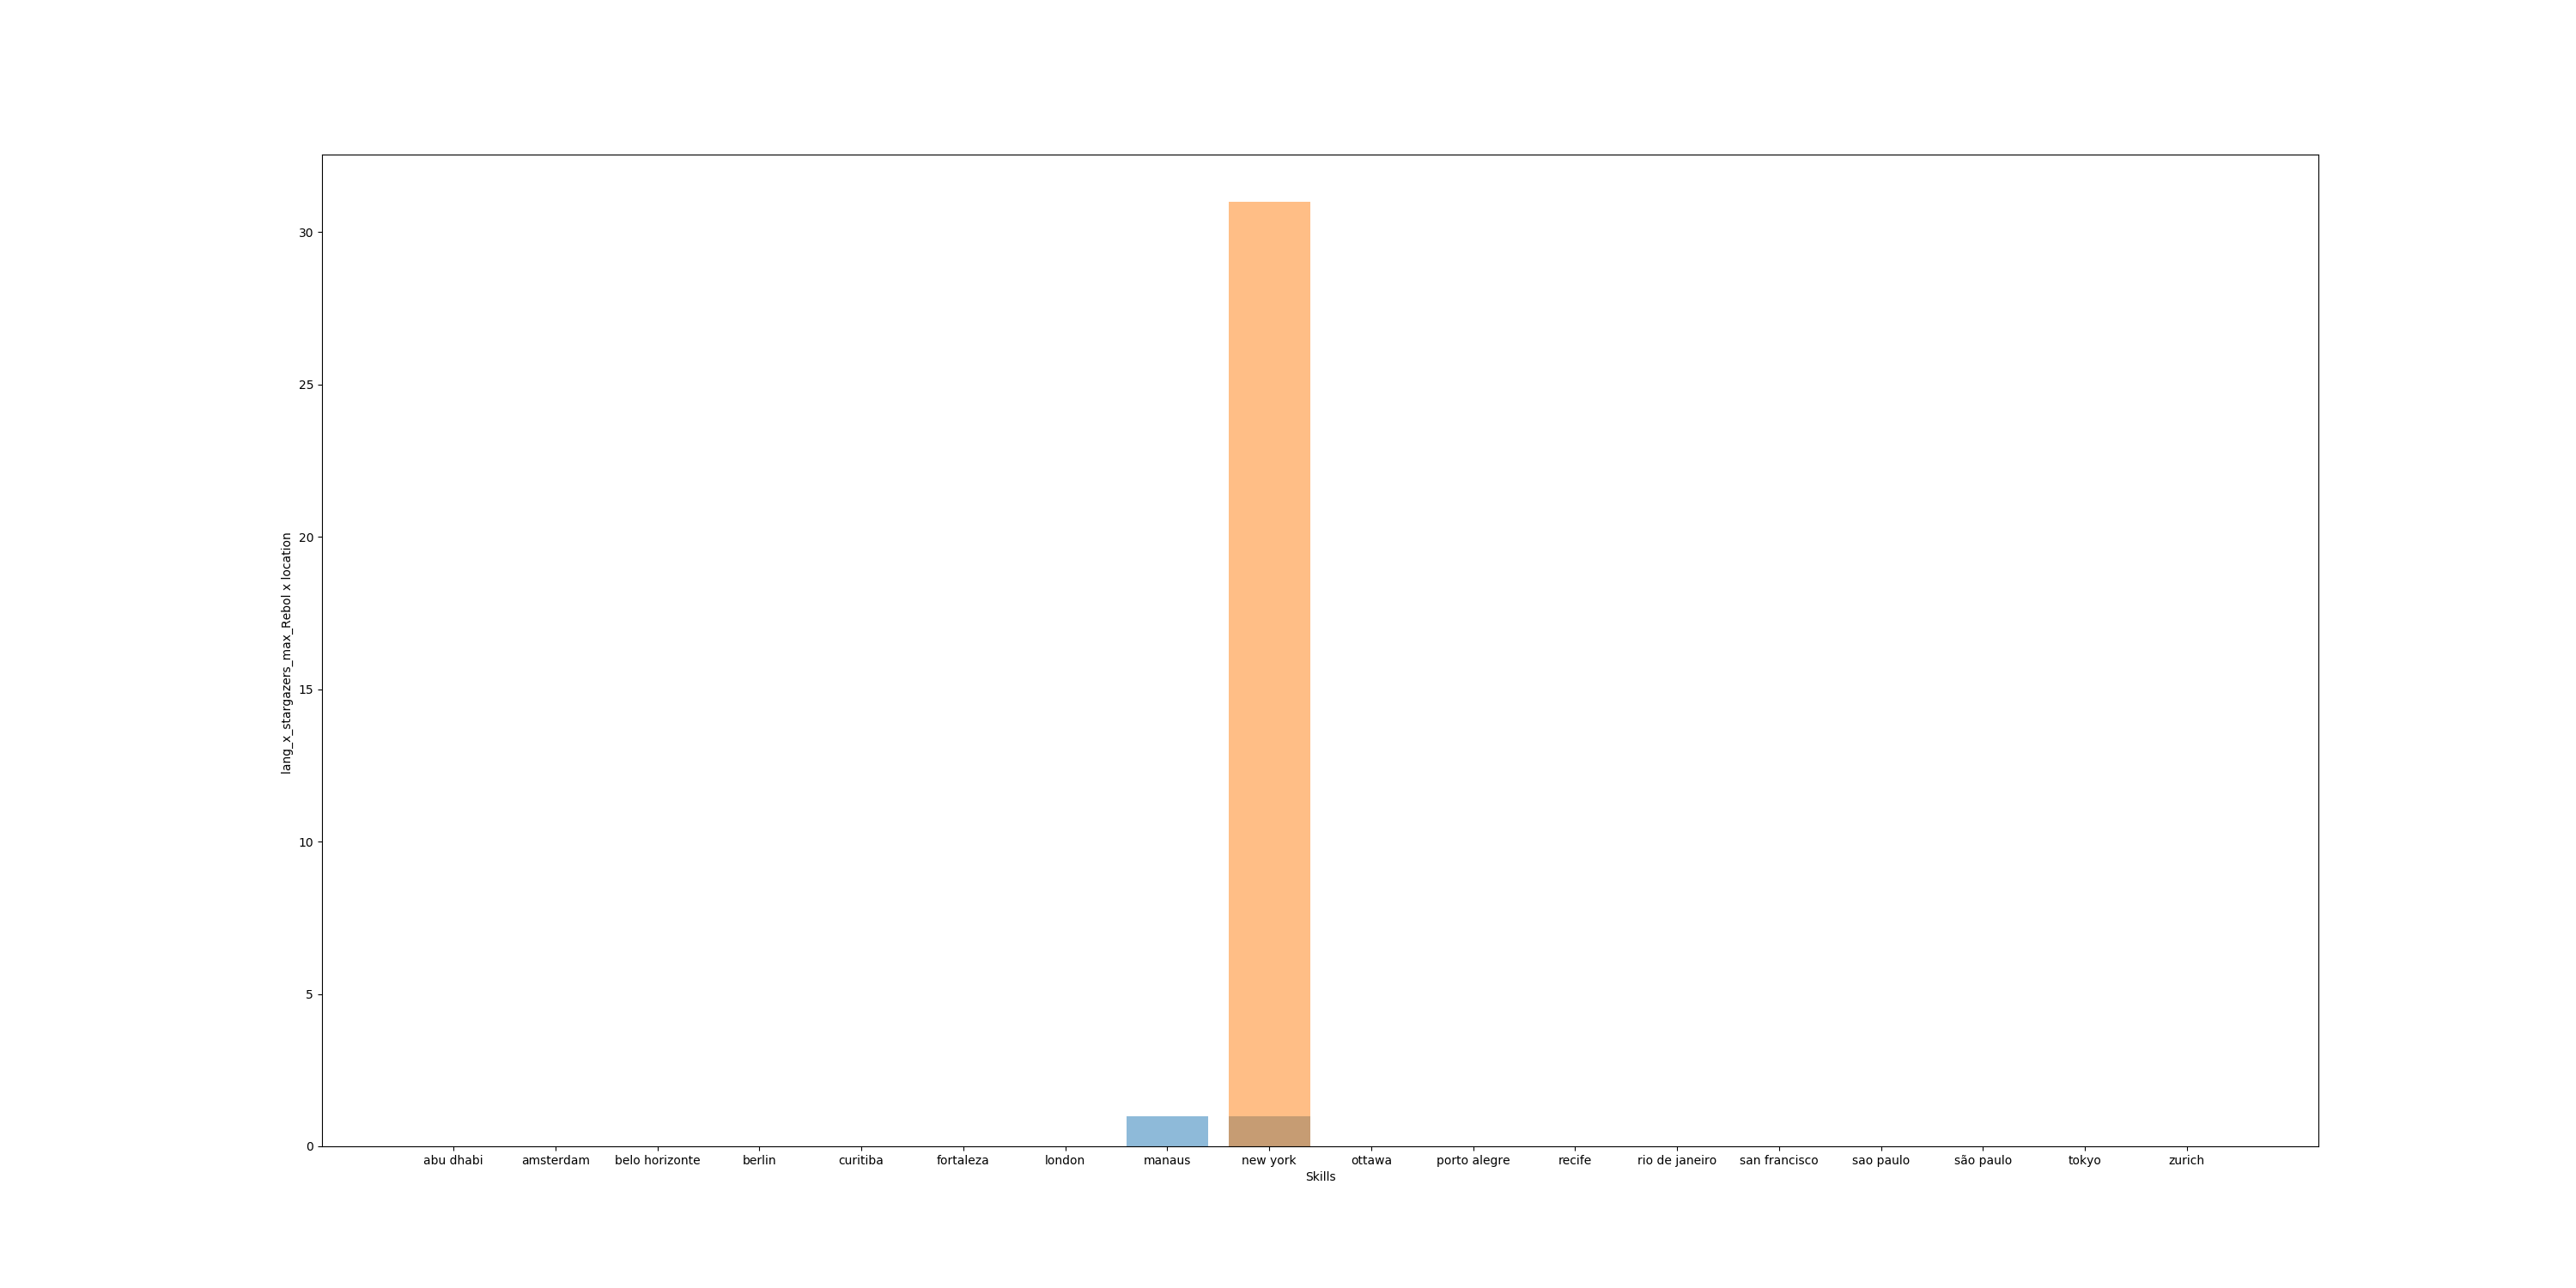 30
25
20
15
10
5
0
lang_x_stargazers_max_Rebol x location
abu dhabi amsterdam belo horizonte berlin curitiba fortaleza london manaus new york ottawa porto alegre recife rio de janeiro san francisco sao paulo são paulo tokyo zurich
Skills